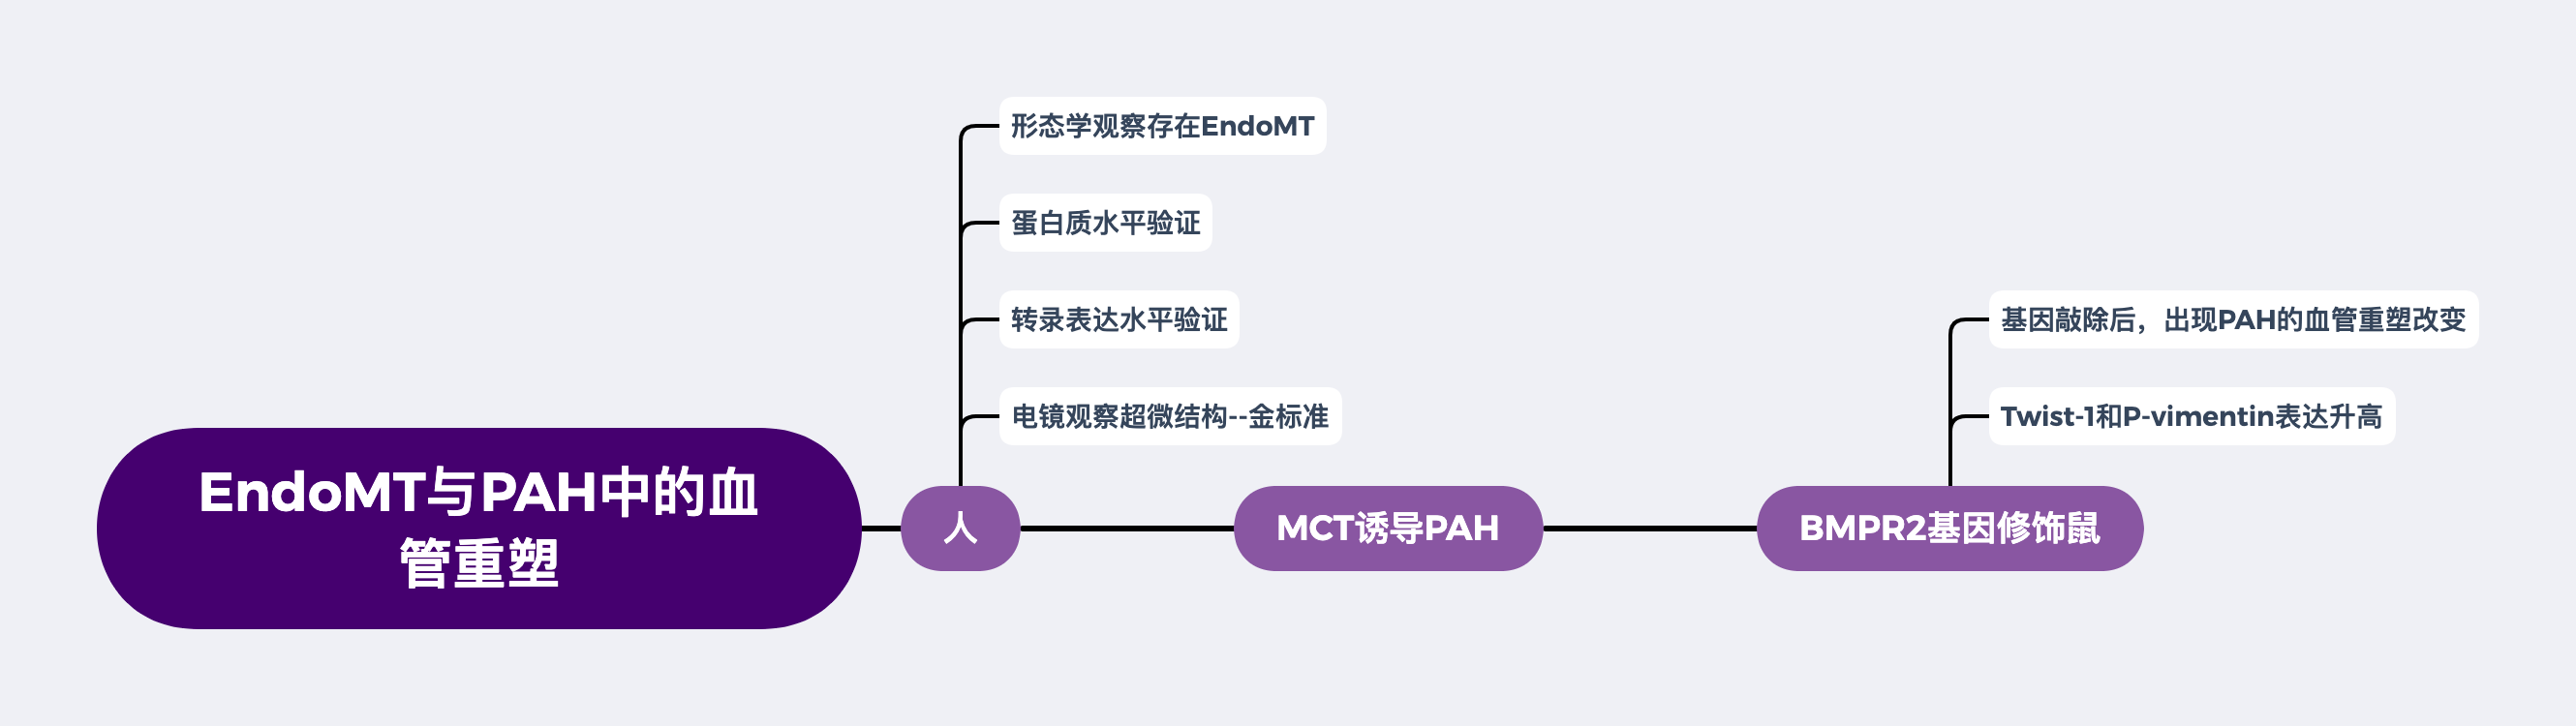 EndoMT与PAH中的血
管重塑
人
形态学观察存在EndoMT
蛋白质水平验证
转录表达水平验证
电镜观察超微结构--金标准
MCT诱导PAH
BMPR2基因修饰鼠
基因敲除后，出现PAH的血管重塑改变
Twist-1和P-vimentin表达升高